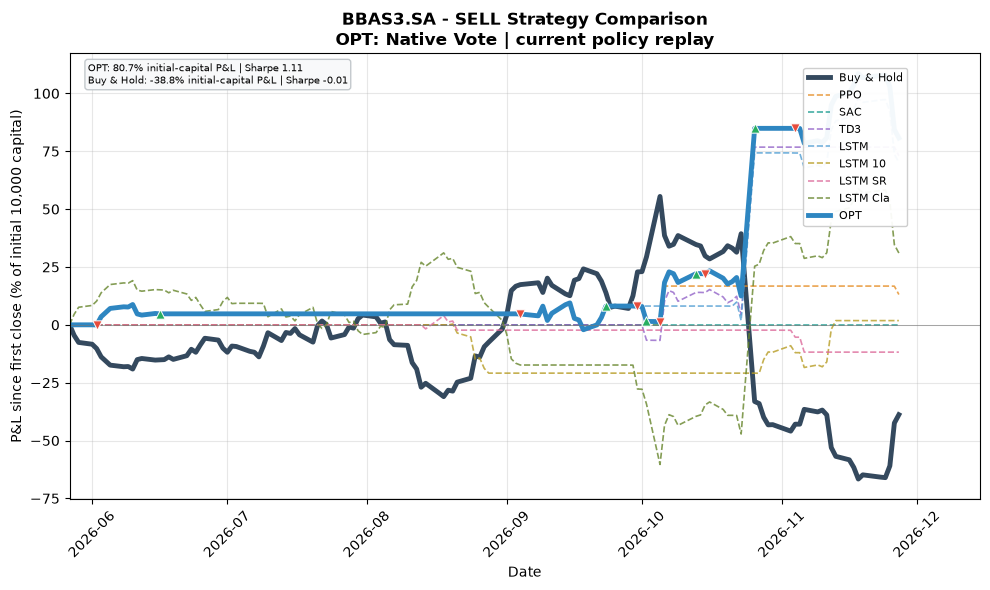 BBAS3.SA - SELL Strategy Comparison
OPT: Native Vote | current policy replay
OPT: 80.7% initial-capital P&L | Sharpe 1.11
Buy & Hold: -38.8% initial-capital P&L | Sharpe -0.01
Buy & Hold
PPO
SAC
TD3
LSTM
LSTM 10
LSTM SR
LSTM Cla
OPT
P&L since first close (% of initial 10,000 capital)
100
75
50
25
0
−25
−50
−75
2026-06
2026-07
2026-08
2026-09
2026-10
2026-11
2026-12
Date